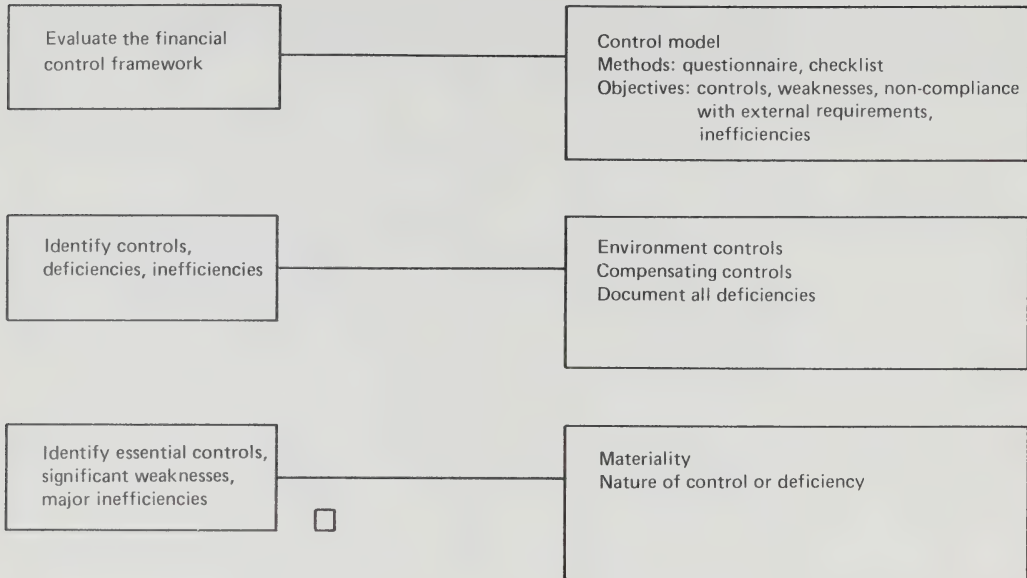 Evaluate the financial
control framework
Control model
Methods: questionnaire, checklist
Objectives: controls, weaknesses, non-compliance
with external requirements,
inefficiencies
Identify controls,
deficiencies, inefficiencies
Environment controls
Compensating controls
Document all deficiencies
Identify essential controls,
significant weaknesses,
major inefficiencies
Materiality
Nature of control or deficiency